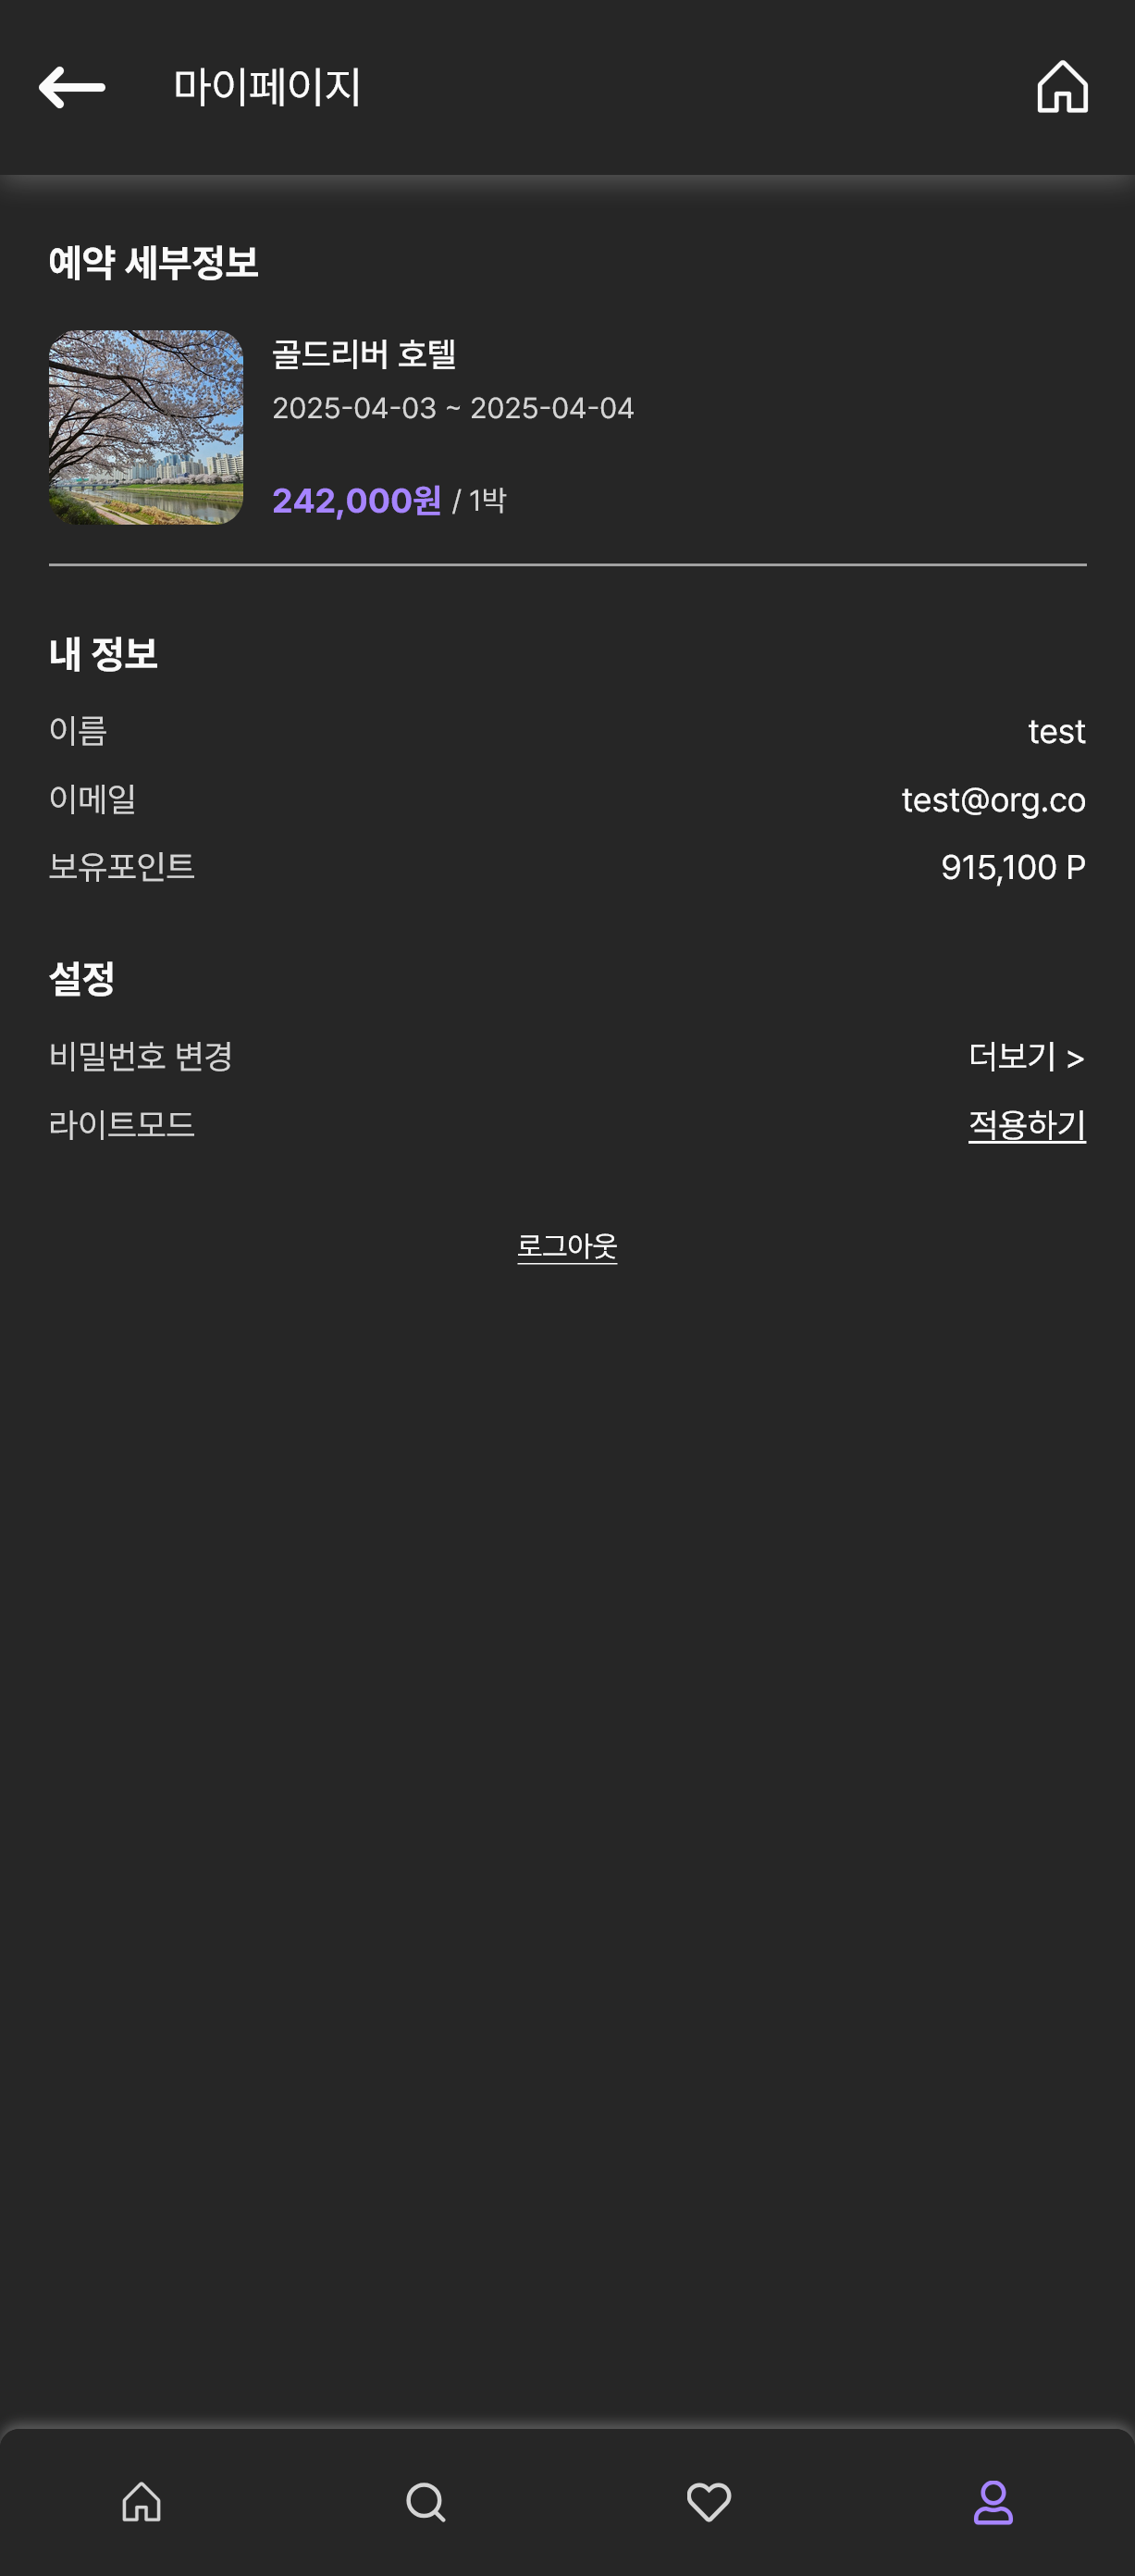 마이페이지
예약 세부정보
골드리버 호텔
2025-04-03 ~ 2025-04-04
242,000원 / 1박
내 정보
이름 test
이메일 test@org.co
보유포인트 915,100 P
설정
비밀번호 변경 더보기 >
라이트모드 적용하기
로그아웃